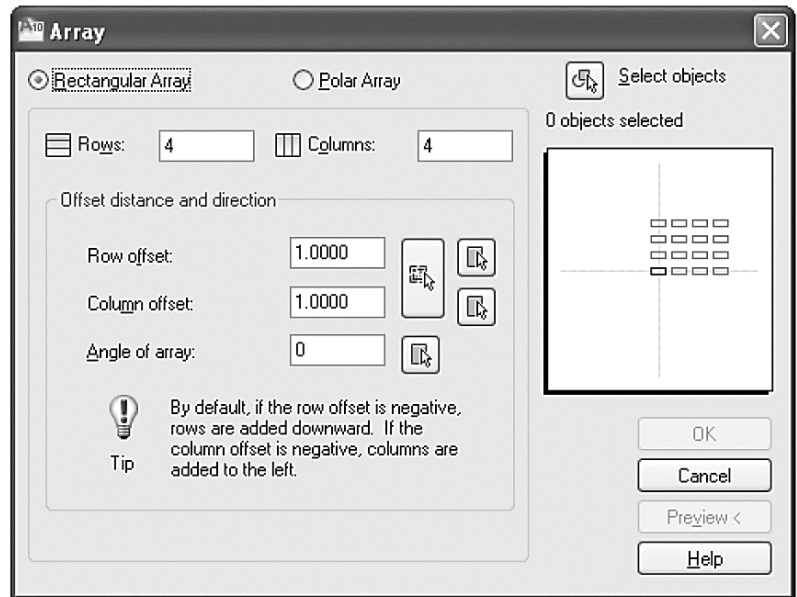 Array
Rectangular Array
Polar Array
Select objects
0 objects selected
Rows:
4
Columns:
4
Offset distance and direction
Row offset:
1.0000
Column offset:
1.0000
Angle of array:
0
Tip
By default, if the row offset is negative,
rows are added downward. If the
column offset is negative, columns are
added to the left.
OK
Cancel
Preview <
Help